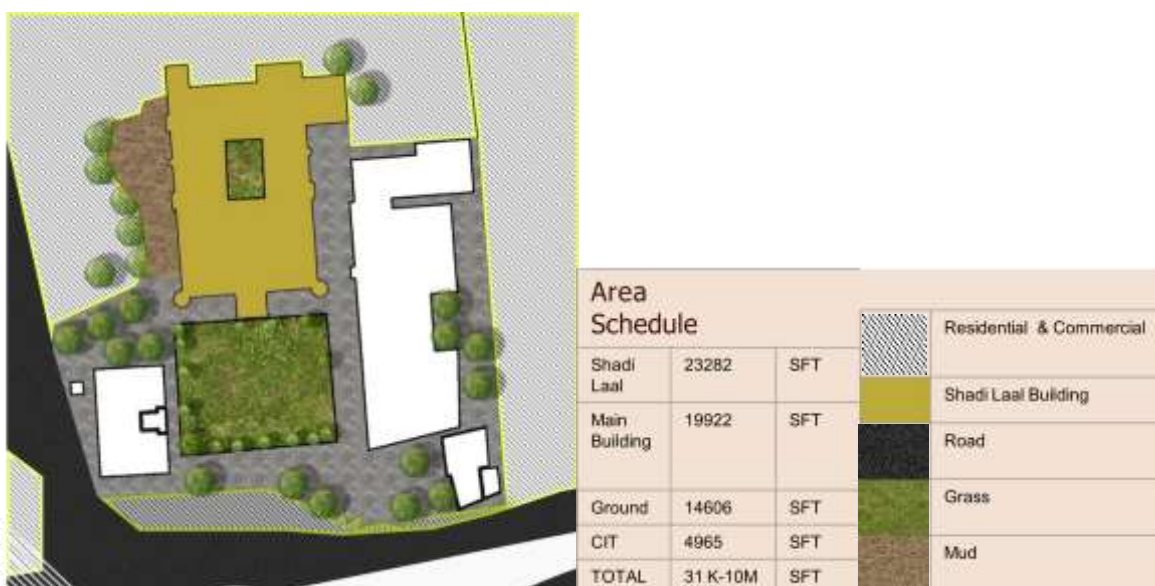 Area
Schedule
Shadi
Laal
23282
SFT
Main
Building
19922
SFT
Ground
14606
SFT
CIT
4965
SFT
TOTAL
31 K-10M
SFT
Residential & Commercial
Shadi Laal Building
Road
Grass
Mud